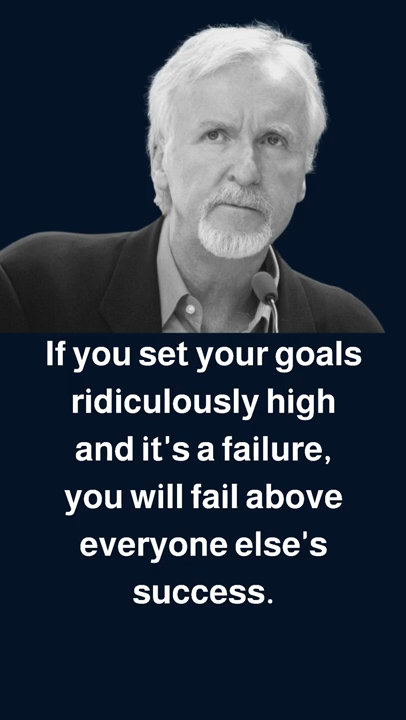 If you set your goals
ridiculously high
and it's a failure,
you will fail above
everyone else's
success.